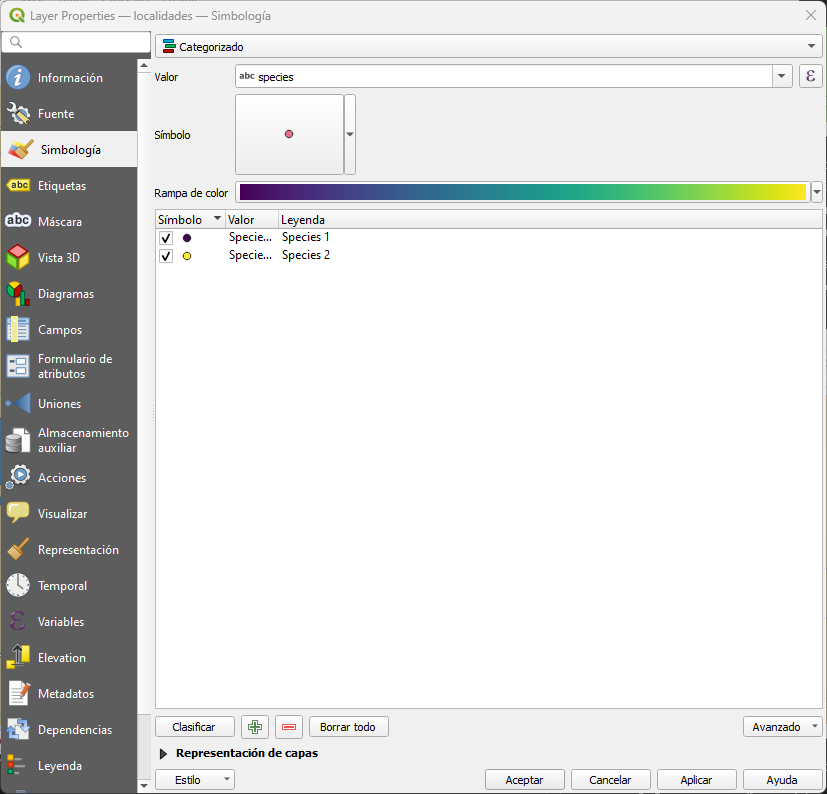 Layer Properties — localidades — Simbología
Categorizado
Información
Fuente
Simbología
Etiquetas
Máscara
Vista 3D
Diagramas
Campos
Formulario de
atributos
Uniones
Almacenamiento
auxiliar
Acciones
Visualizar
Representación
Temporal
Variables
Elevation
Metadatos
Dependencias
Leyenda
Valor abc species ε
Símbolo
Rampa de color
Símbolo Valor Leyenda
Specie... Species 1
Specie... Species 2
Clasificar Borrar todo Avanzado
Representación de capas
Estilo Aceptar Cancelar Aplicar Ayuda